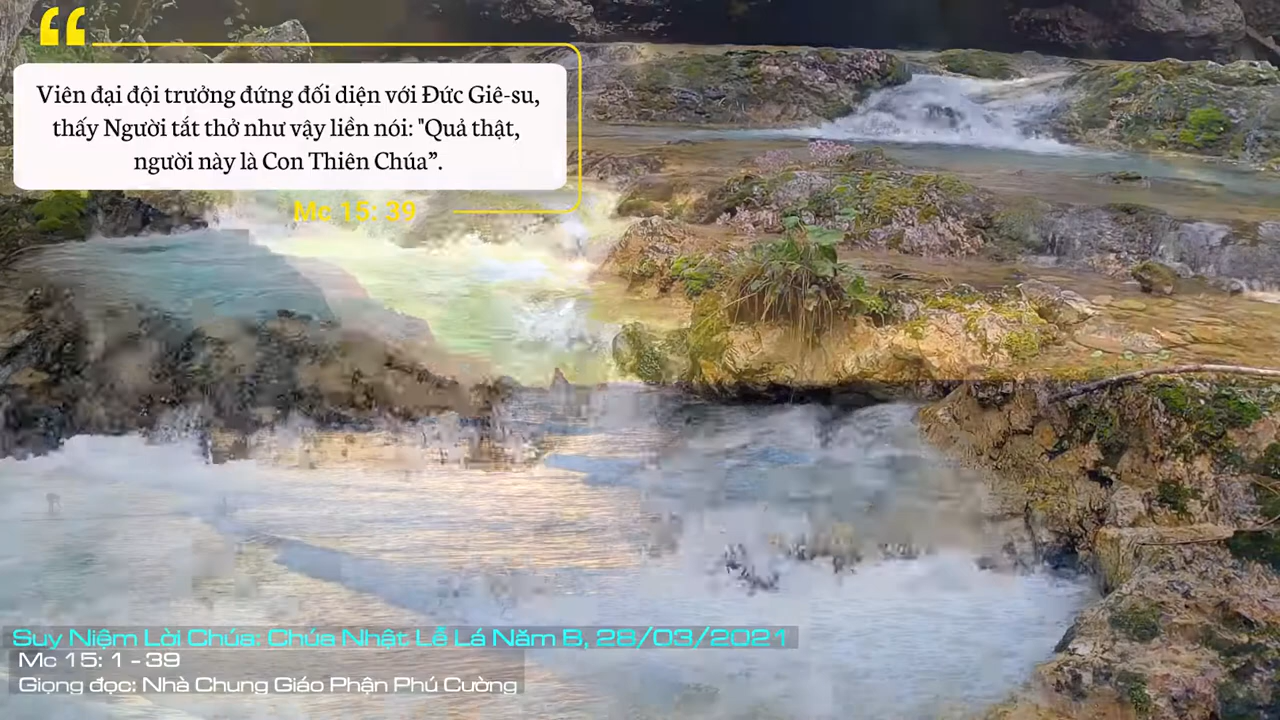 Viên đại đội trưởng đứng đối diện với Đức Giê-su,
thấy Người tắt thở như vậy liền nói: "Quả thật,
người này là Con Thiên Chúa”.
Mc 15: 39
Suy Niệm Lời Chúa: Chúa Nhật Lễ Lá Năm B, 28/03/2021
Mc 15: 1 - 39
Giọng đọc: Nhà Chung Giáo Phận Phú Cường